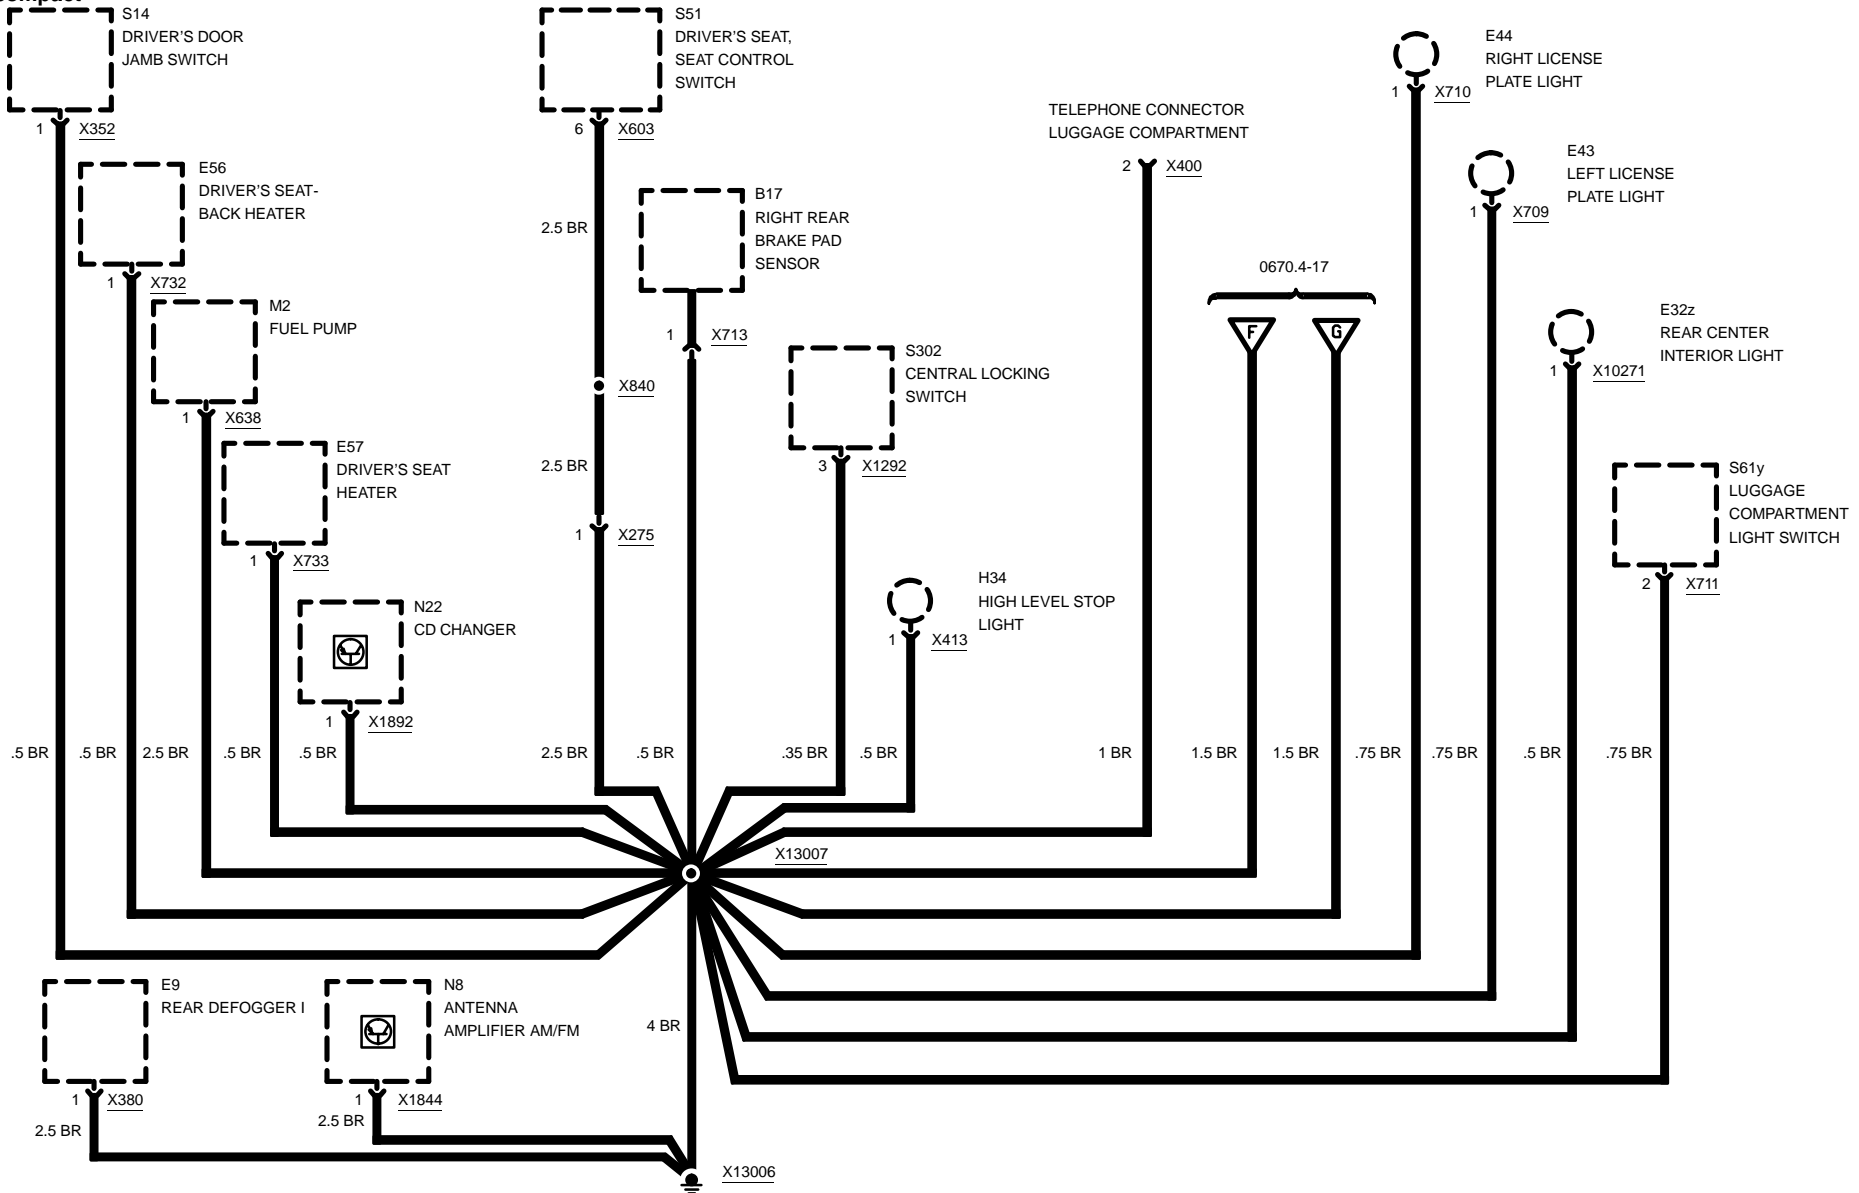 S14
DRIVER'S DOOR
JAMB SWITCH
1 X352
S51
DRIVER'S SEAT,
SEAT CONTROL
SWITCH
6 X603
E44
RIGHT LICENSE
PLATE LIGHT
1 X710
TELEPHONE CONNECTOR
LUGGAGE COMPARTMENT
2 X400
E43
LEFT LICENSE
PLATE LIGHT
1 X709
E56
DRIVER'S SEAT-
BACK HEATER
1 X732
2.5 BR
B17
RIGHT REAR
BRAKE PAD
SENSOR
1 X713
0670.4-17
F G
M2
FUEL PUMP
1 X638
E32z
REAR CENTER
INTERIOR LIGHT
1 X10271
X840
S302
CENTRAL LOCKING
SWITCH
3 X1292
E57
DRIVER'S SEAT
HEATER
1 X733
2.5 BR
1 X275
S61y
LUGGAGE
COMPARTMENT
LIGHT SWITCH
2 X711
N22
CD CHANGER
1 X1892
H34
HIGH LEVEL STOP
LIGHT
1 X413
.5 BR .5 BR 2.5 BR .5 BR .5 BR 2.5 BR .5 BR .35 BR .5 BR 1 BR 1.5 BR 1.5 BR .75 BR .75 BR .5 BR .75 BR
X13007
E9
REAR DEFOGGER I
1 X380
2.5 BR
N8
ANTENNA
AMPLIFIER AM/FM
1 X1844
2.5 BR
4 BR
X13006